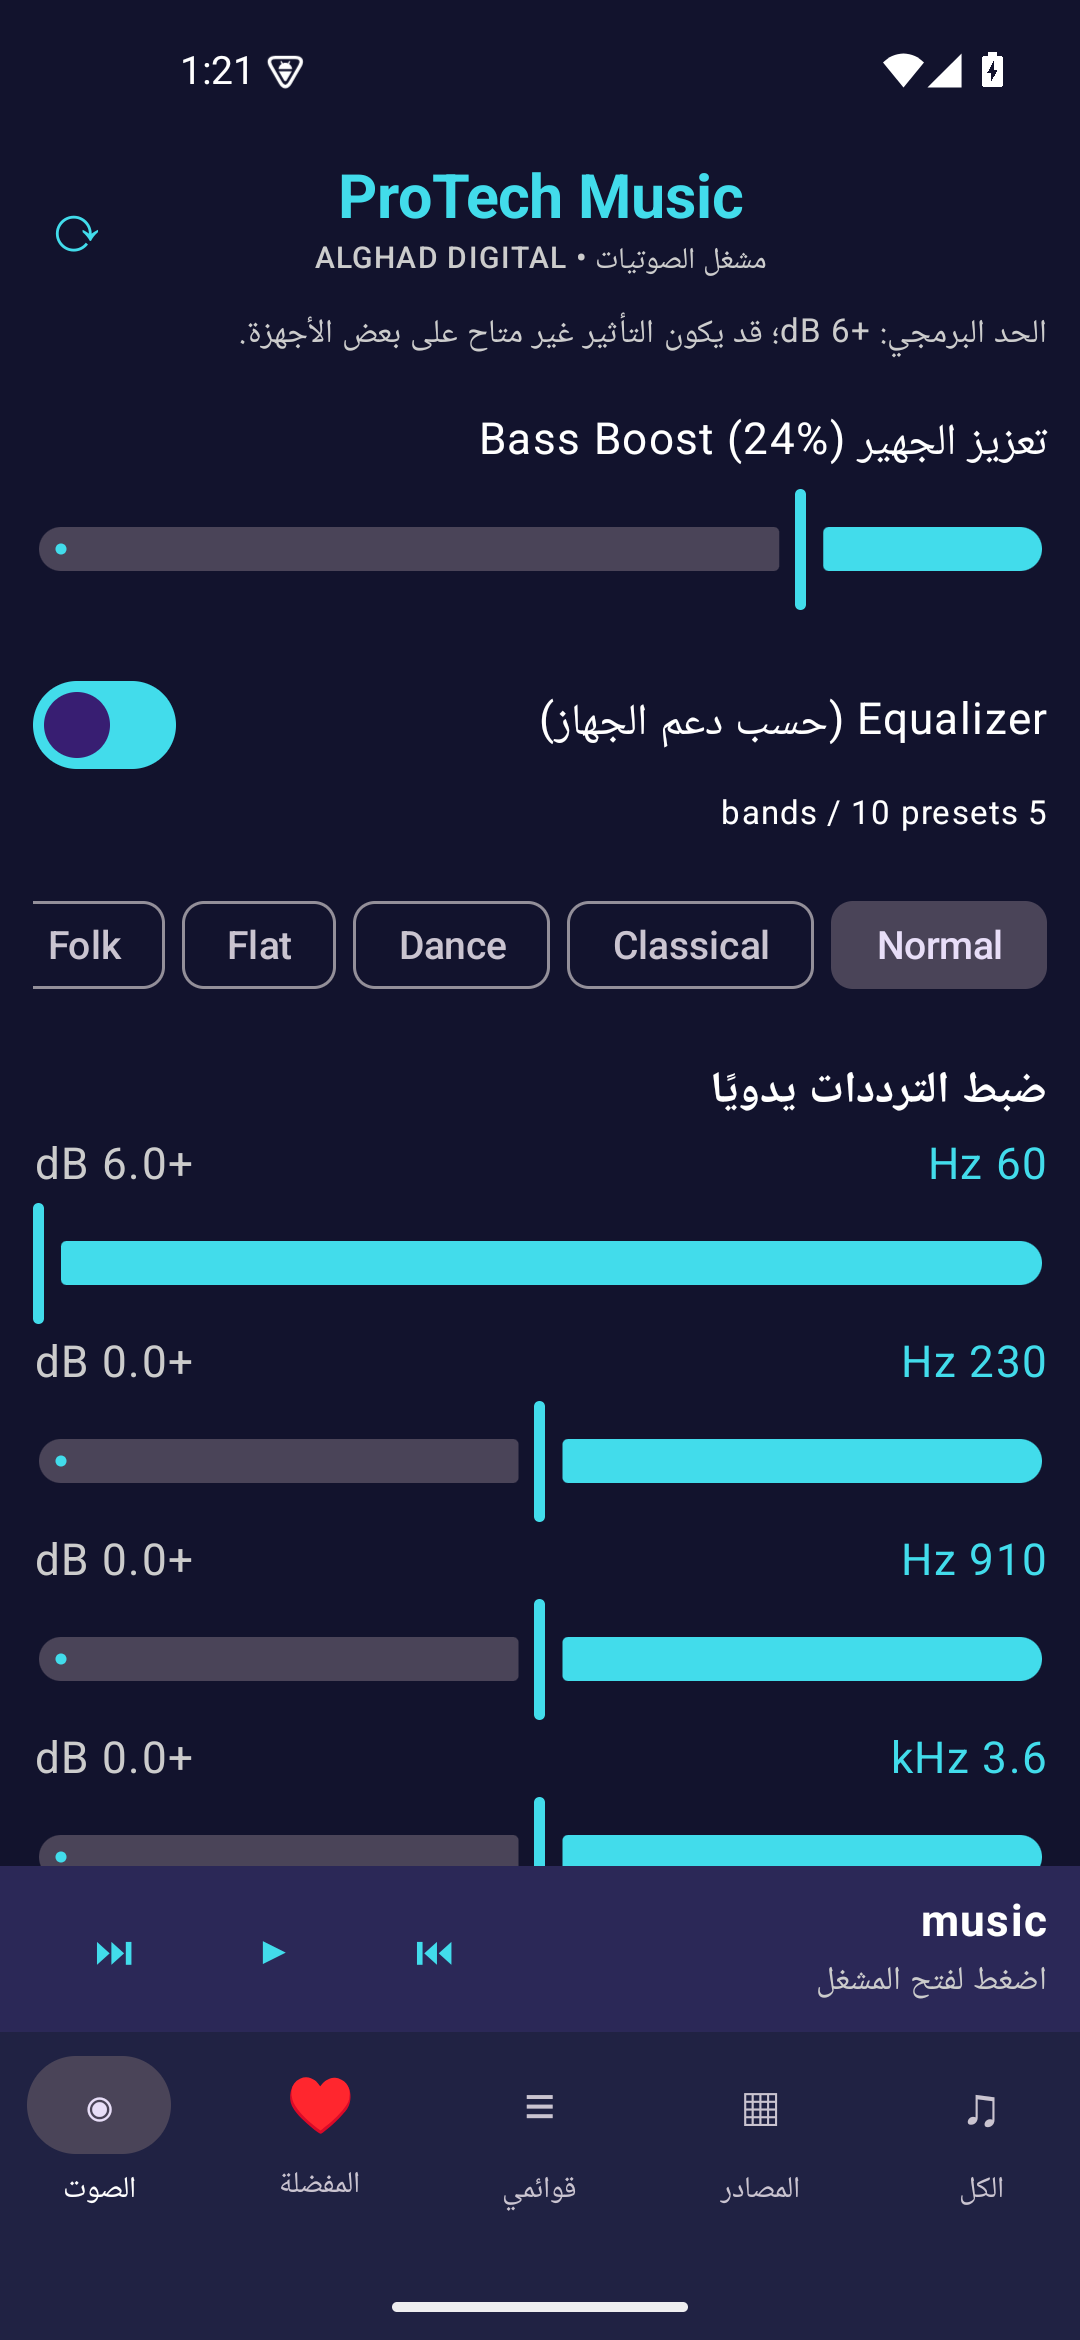 1:21
ProTech Music
ALGHAD DIGITAL • مشغل الصوتيات
الحد البرمجي: +6 dB؛ قد يكون التأثير غير متاح على بعض الأجهزة.
تعزيز الجهير Bass Boost (24%)
Equalizer (حسب دعم الجهاز)
5 bands / 10 presets
Normal Classical Dance Flat Folk
ضبط الترددات يدويًا
60 Hz +6.0 dB
230 Hz +0.0 dB
910 Hz +0.0 dB
3.6 kHz +0.0 dB
music
اضغط لفتح المشغل
الكل المصادر قوائمي المفضلة الصوت